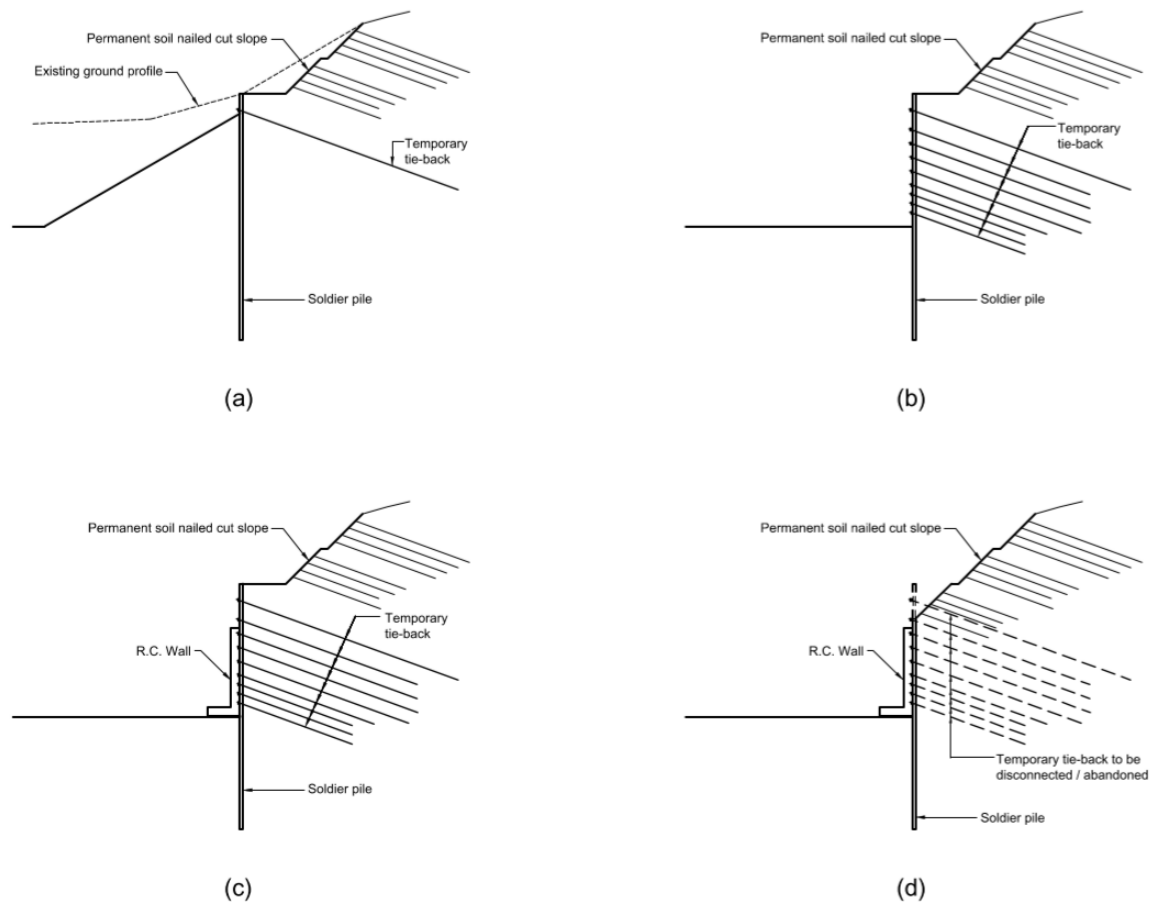 Permanent soil nailed cut slope
Existing ground profile
Temporary
tie-back
Soldier pile
(a)
Permanent soil nailed cut slope
Temporary
tie-back
Soldier pile
(b)
Permanent soil nailed cut slope
Temporary
tie-back
R.C. Wall
Soldier pile
(c)
Permanent soil nailed cut slope
R.C. Wall
Temporary tie-back to be
disconnected / abandoned
Soldier pile
(d)